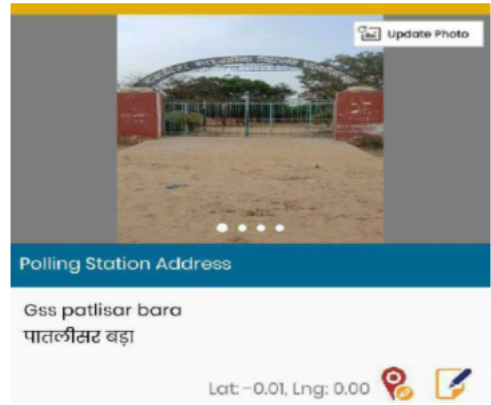 Update Photo
Polling Station Address
Gss patlisar bara
पातलीसर बड़ा
Lat: -0.01, Lng: 0.00